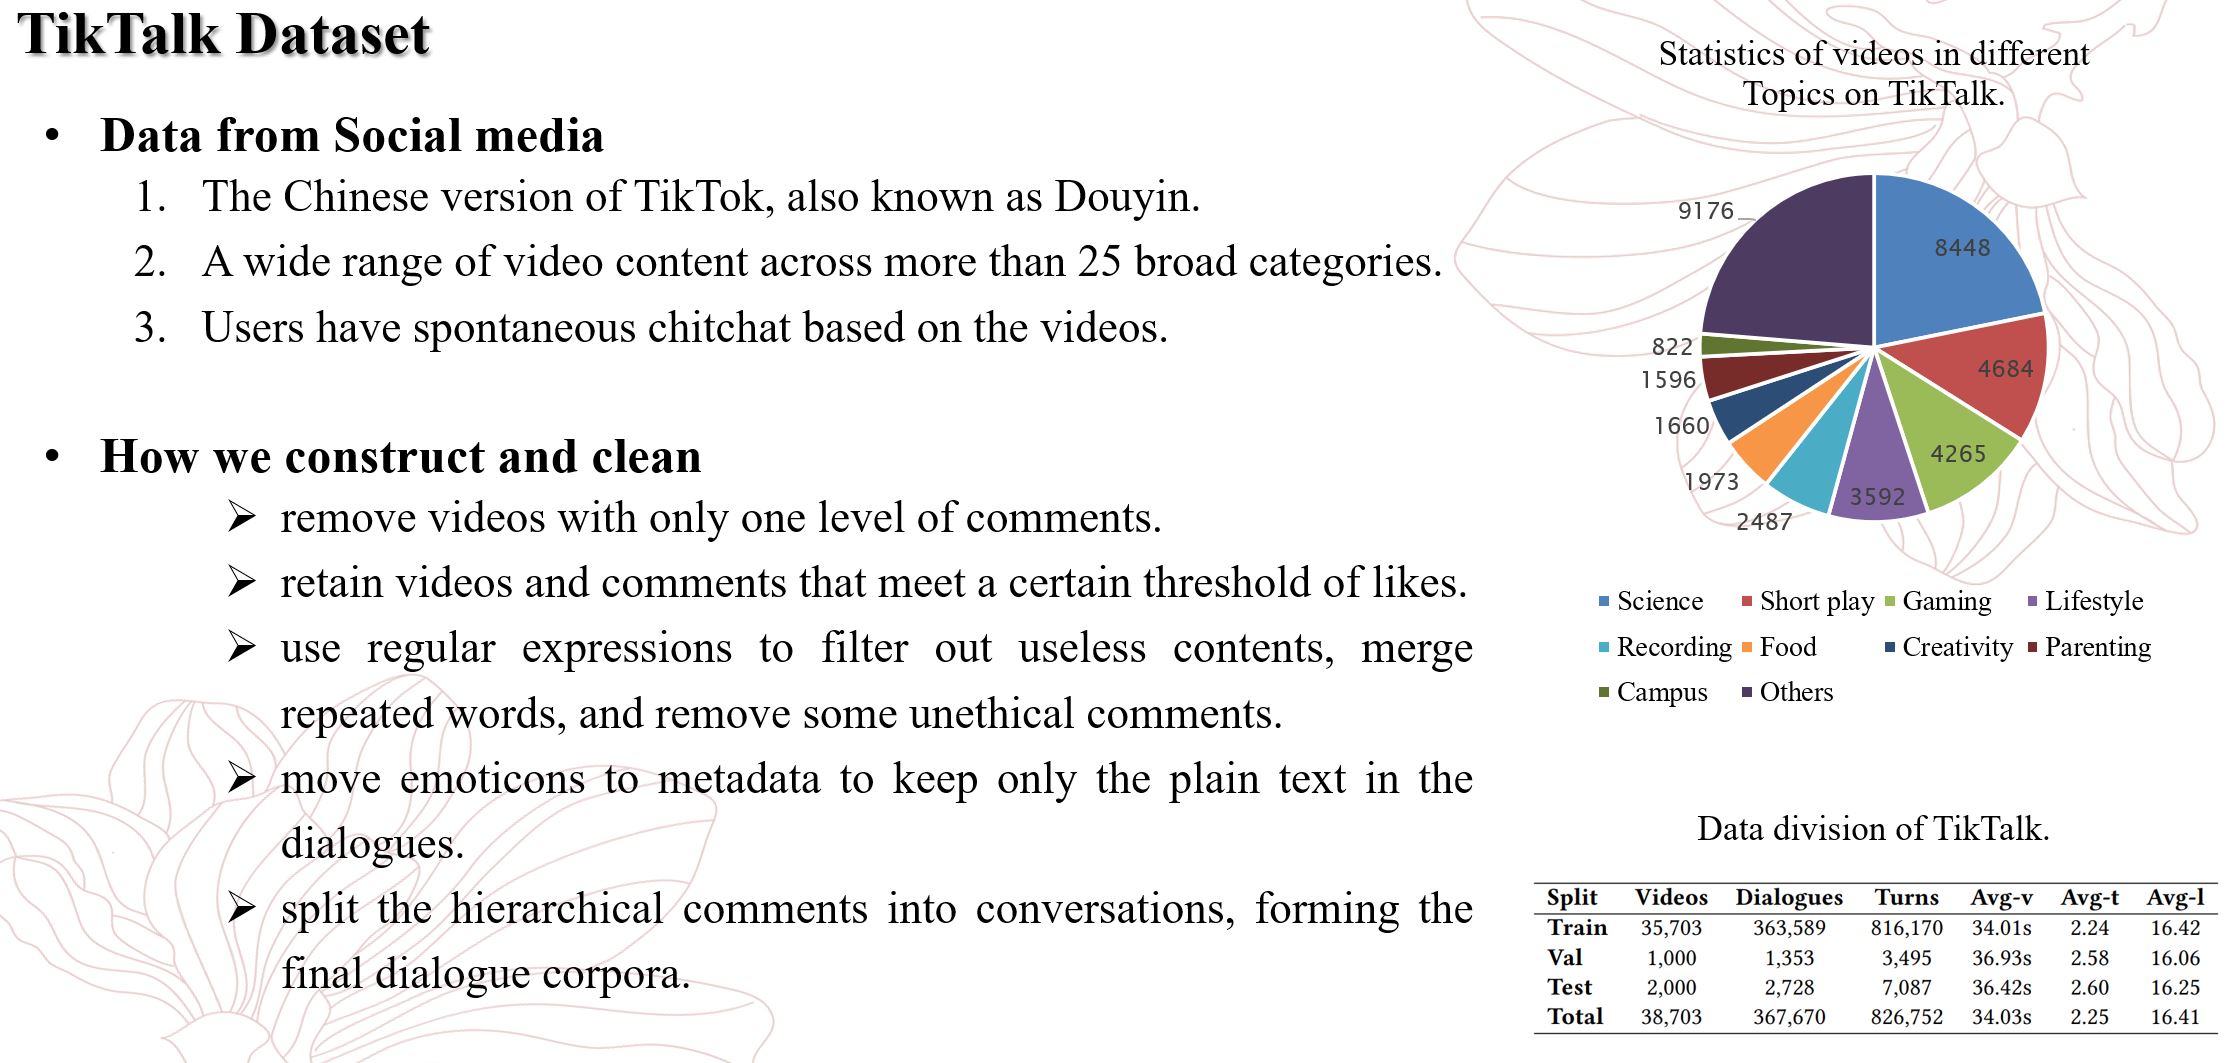 TikTalk Dataset
• Data from Social media
1. The Chinese version of TikTok, also known as Douyin.
2. A wide range of video content across more than 25 broad categories.
3. Users have spontaneous chitchat based on the videos.
• How we construct and clean
➢ remove videos with only one level of comments.
➢ retain videos and comments that meet a certain threshold of likes.
➢ use regular expressions to filter out useless contents, merge
repeated words, and remove some unethical comments.
➢ move emoticons to metadata to keep only the plain text in the
dialogues.
➢ split the hierarchical comments into conversations, forming the
final dialogue corpora.
Statistics of videos in different
Topics on TikTalk.
9176
8448
822
4684
1596
1660
4265
1973
3592
2487
Science Short play Gaming Lifestyle
Recording Food Creativity Parenting
Campus Others
Data division of TikTalk.
Split Videos Dialogues Turns Avg-v Avg-t Avg-l
Train 35,703 363,589 816,170 34.01s 2.24 16.42
Val 1,000 1,353 3,495 36.93s 2.58 16.06
Test 2,000 2,728 7,087 36.42s 2.60 16.25
Total 38,703 367,670 826,752 34.03s 2.25 16.41